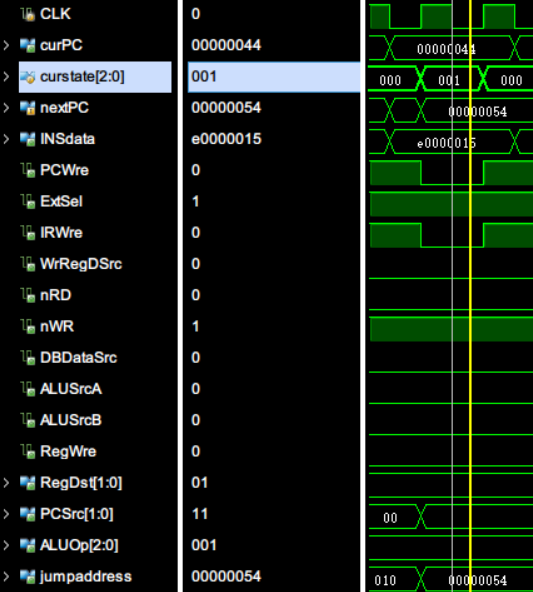 CLK 0
curPC 00000044 00000044
curstate[2:0] 001 000 001 000
nextPC 00000054 00000054
INSdata e0000015 e0000015
PCWre 0
ExtSel 1
IRWre 0
WrRegDSrc 0
nRD 0
nWR 1
DBDataSrc 0
ALUSrcA 0
ALUSrcB 0
RegWre 0
RegDst[1:0] 01
PCSrc[1:0] 11 00
ALUOp[2:0] 001
jumpaddress 00000054 010 00000054